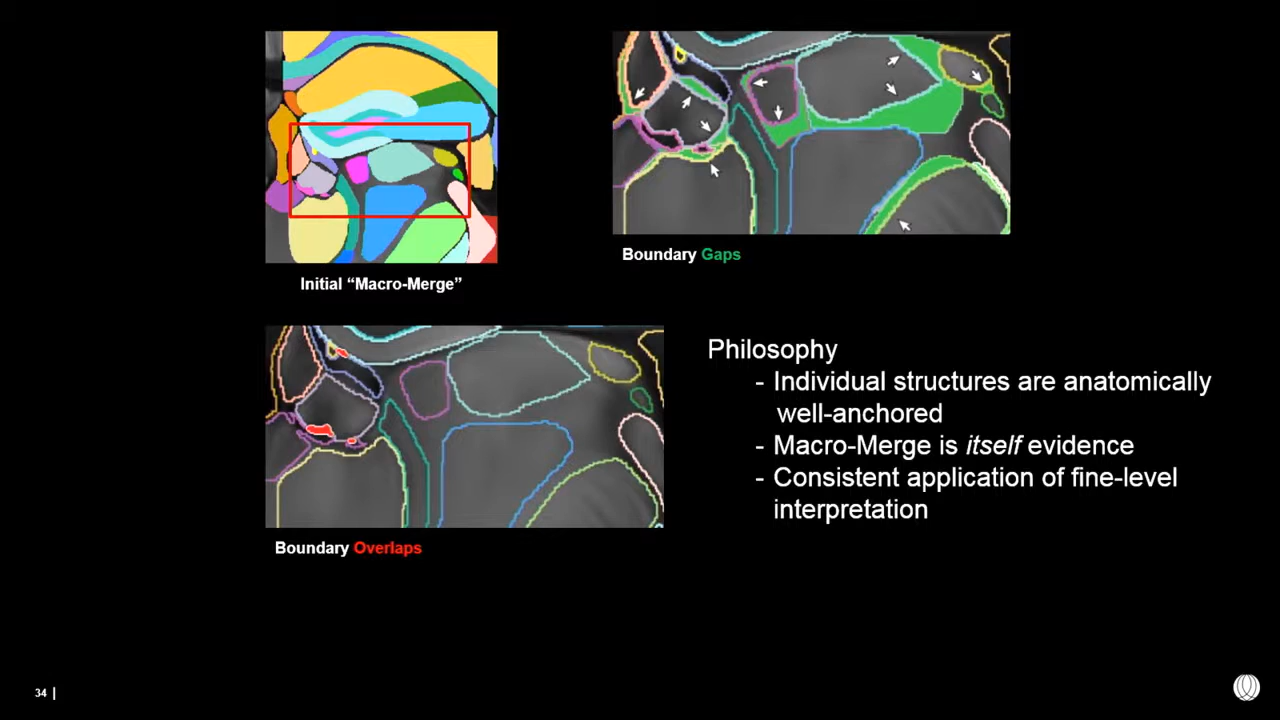 Initial “Macro-Merge”
Boundary Gaps
Boundary Overlaps
Philosophy
- Individual structures are anatomically
well-anchored
- Macro-Merge is itself evidence
- Consistent application of fine-level
interpretation
34 |